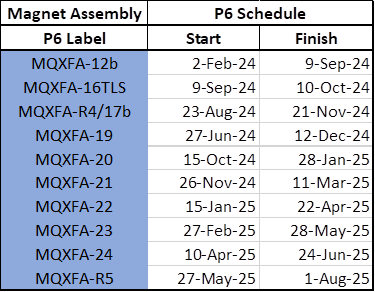 Magnet Assembly P6 Schedule
P6 Label Start Finish
MQXFA-12b 2-Feb-24 9-Sep-24
MQXFA-16TLS 9-Sep-24 10-Oct-24
MQXFA-R4/17b 23-Aug-24 21-Nov-24
MQXFA-19 27-Jun-24 12-Dec-24
MQXFA-20 15-Oct-24 28-Jan-25
MQXFA-21 26-Nov-24 11-Mar-25
MQXFA-22 15-Jan-25 22-Apr-25
MQXFA-23 27-Feb-25 28-May-25
MQXFA-24 10-Apr-25 24-Jun-25
MQXFA-R5 27-May-25 1-Aug-25